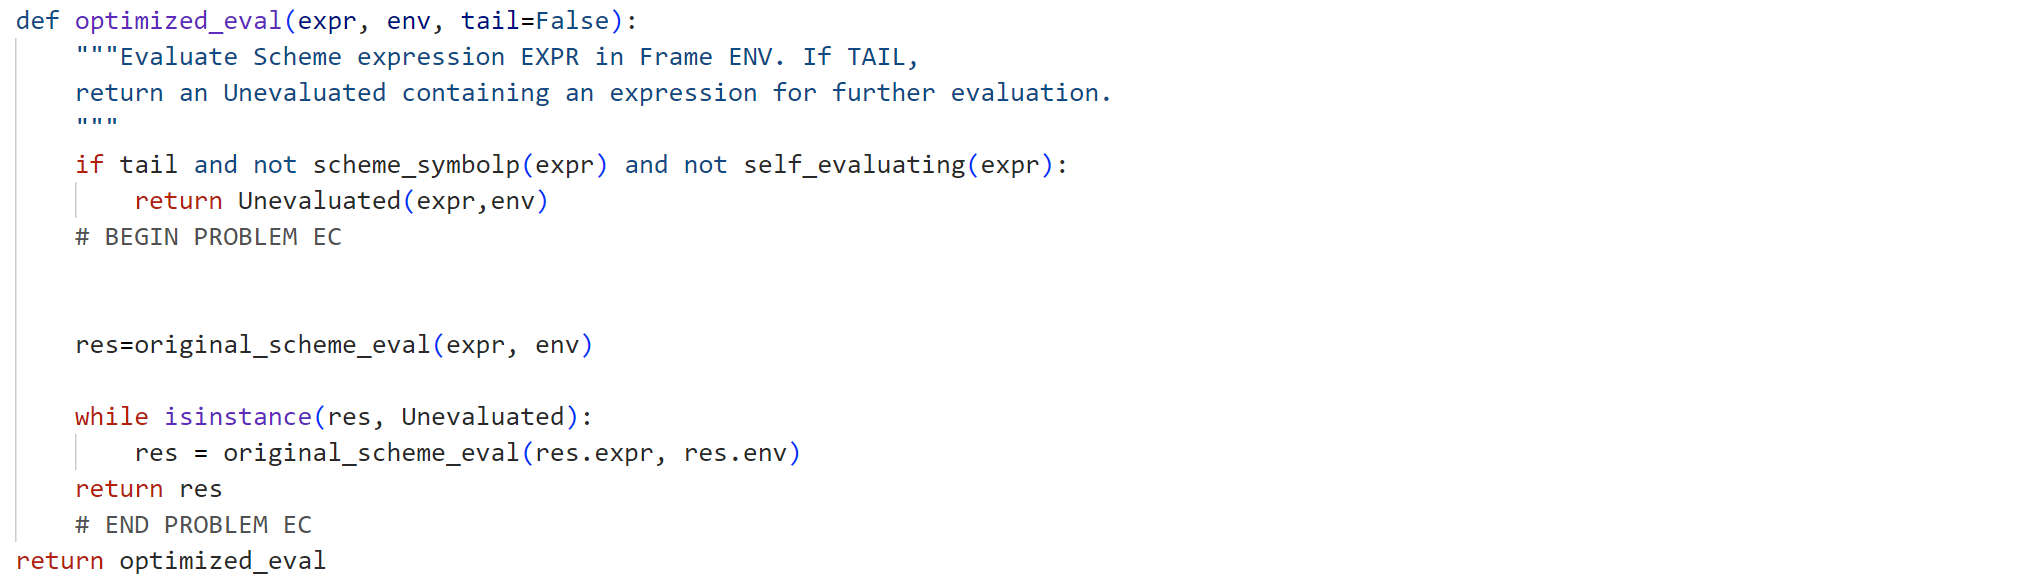 def optimized_eval(expr, env, tail=False):
    """Evaluate Scheme expression EXPR in Frame ENV. If TAIL,
    return an Unevaluated containing an expression for further evaluation.
    """
    if tail and not scheme_symbolp(expr) and not self_evaluating(expr):
        return Unevaluated(expr,env)
    # BEGIN PROBLEM EC
    res=original_scheme_eval(expr, env)
    while isinstance(res, Unevaluated):
        res = original_scheme_eval(res.expr, res.env)
    return res
    # END PROBLEM EC
return optimized_eval